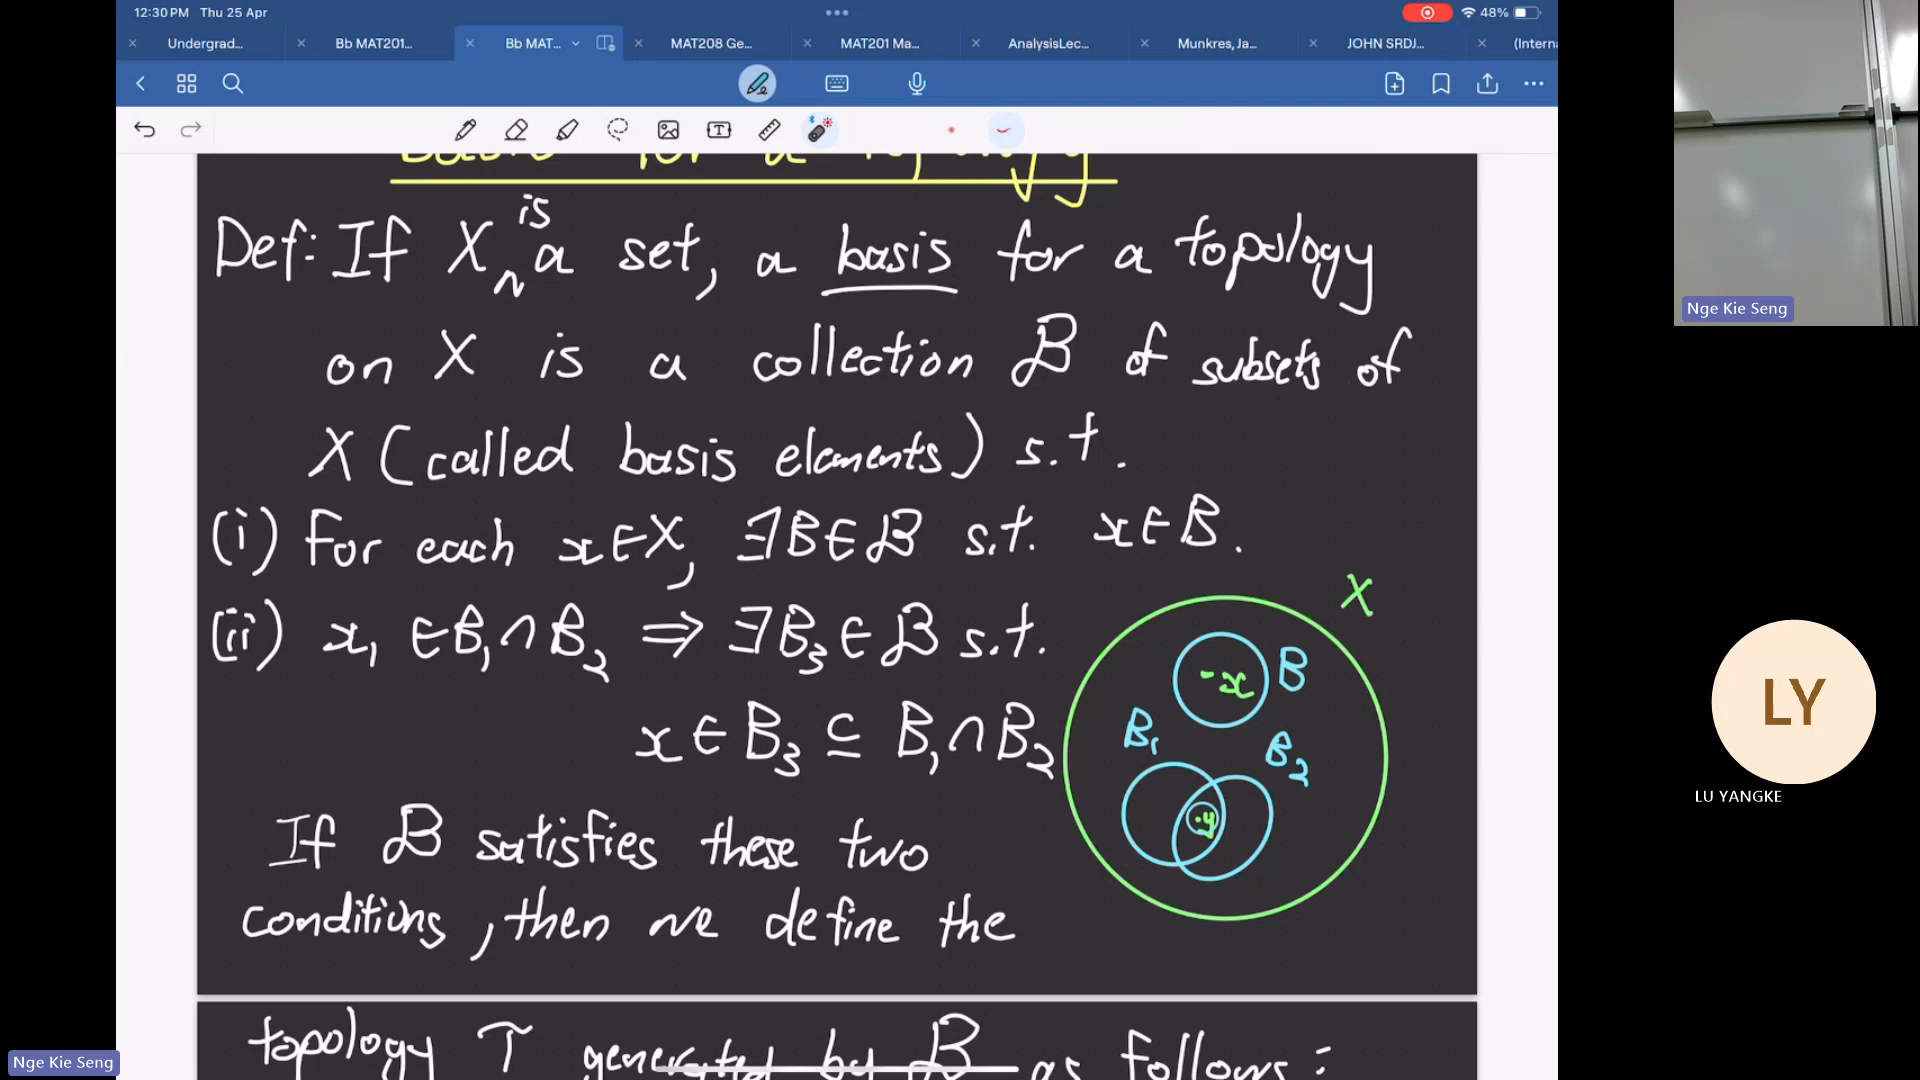 12:30 PM Thu 25 Apr
48%
Undergrad...
Bb MAT201...
Bb MAT...
MAT208 Ge...
MAT201 Ma...
AnalysisLec...
Munkres, Ja...
JOHN SRDJ...
(Intern
for a topology
Def: If X is a set, a basis for a topology
on X is a collection B of subsets of
X (called basis elements) s.t.
(i) For each x∈X, ∃B∈B s.t. x∈B.
(ii) x₁ ∈B₁∩B₂ ⇒ ∃B₃∈B s.t.
x∈B₃ ⊆ B₁∩B₂
X
x B
B₁ B₂
y
If B satisfies these two
conditions, then we define the
topology T generated by B as follows:
Nge Kie Seng
LY
LU YANGKE
Nge Kie Seng